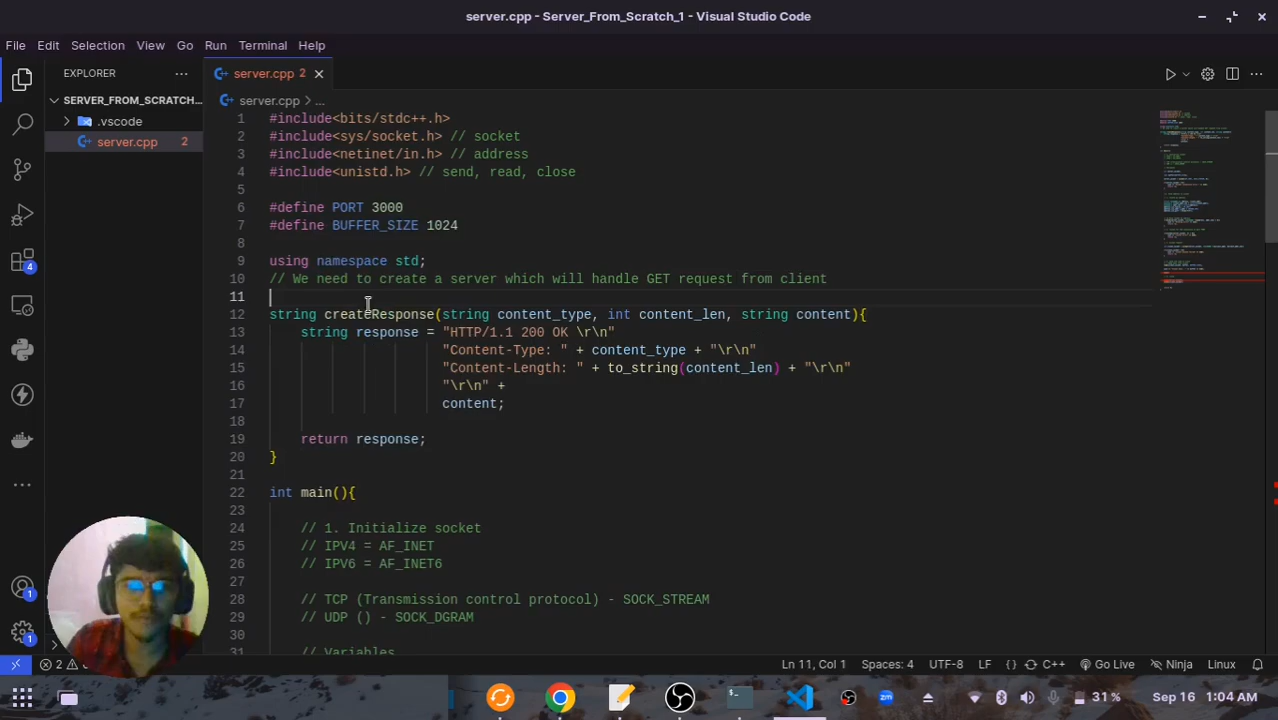 server.cpp - Server_From_Scratch_1 - Visual Studio Code
File Edit Selection View Go Run Terminal Help
EXPLORER
server.cpp 2
SERVER_FROM_SCRATCH...
server.cpp > ...
.vscode
server.cpp 2
1 #include<bits/stdc++.h>
2 #include<sys/socket.h> // socket
3 #include<netinet/in.h> // address
4 #include<unistd.h> // send, read, close
5
6 #define PORT 3000
7 #define BUFFER_SIZE 1024
8
9 using namespace std;
10 // We need to create a server which will handle GET request from client
11
12 string createResponse(string content_type, int content_len, string content){
13 string response = "HTTP/1.1 200 OK \r\n"
14 "Content-Type: " + content_type + "\r\n"
15 "Content-Length: " + to_string(content_len) + "\r\n"
16 "\r\n" +
17 content;
18
19 return response;
20 }
21
22 int main(){
23
24 // 1. Initialize socket
25 // IPV4 = AF_INET
26 // IPV6 = AF_INET6
27
28 // TCP (Transmission control protocol) - SOCK_STREAM
29 // UDP () - SOCK_DGRAM
30
31 // Variables
4
1
1
2
Ln 11, Col 1 Spaces: 4 UTF-8 LF {} C++ Go Live Ninja Linux
zm
31 % Sep 16 1:04 AM